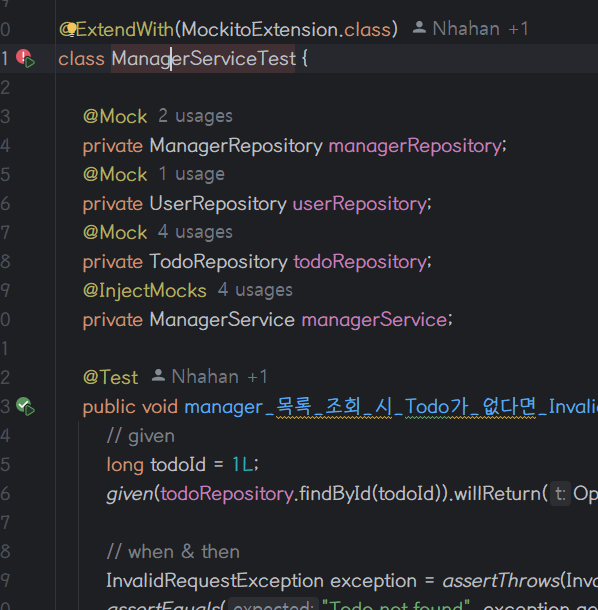 0 @ExtendWith(MockitoExtension.class) Nhahan +1
1 class ManagerServiceTest {
2
3 @Mock 2 usages
4 private ManagerRepository managerRepository;
5 @Mock 1 usage
6 private UserRepository userRepository;
7 @Mock 4 usages
8 private TodoRepository todoRepository;
9 @InjectMocks 4 usages
0 private ManagerService managerService;
1
2 @Test Nhahan +1
3 public void manager_목록_조회_시_Todo가_없다면_Invalid
4 // given
5 long todoId = 1L;
6 given(todoRepository.findById(todoId)).willReturn( t: Op
7
8 // when & then
9 InvalidRequestException exception = assertThrows(Inva
assertEquals( expected: "Todo not found", exception.ge